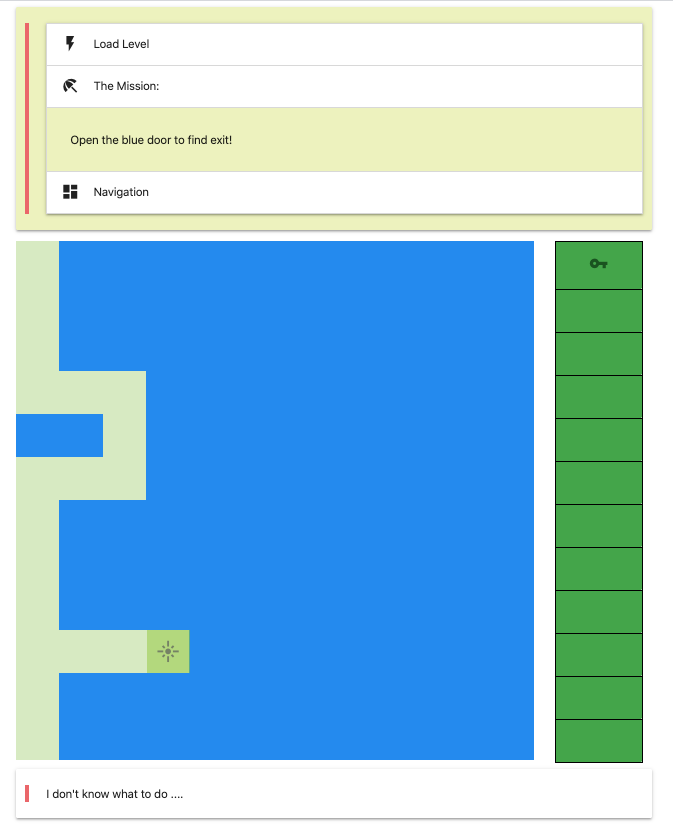 Load Level
The Mission:
Open the blue door to find exit!
Navigation
I don't know what to do ....